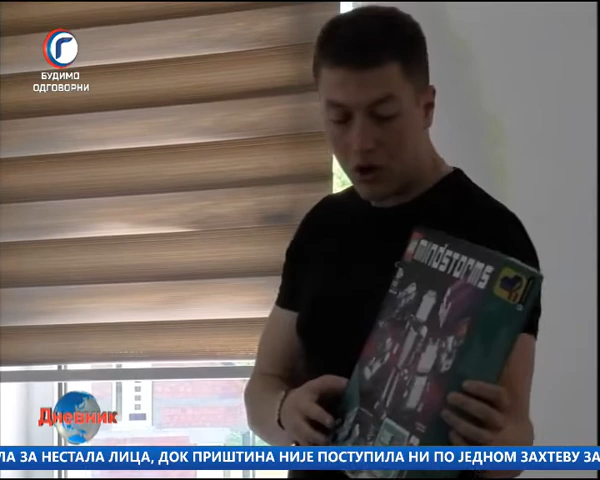 БУДИМО
ОДГОВОРНИ
MINDSTORMS
Дневник
ЛА ЗА НЕСТАЛА ЛИЦА, ДОК ПРИШТИНА НИЈЕ ПОСТУПИЛА НИ ПО ЈЕДНОМ ЗАХТЕВУ ЗА